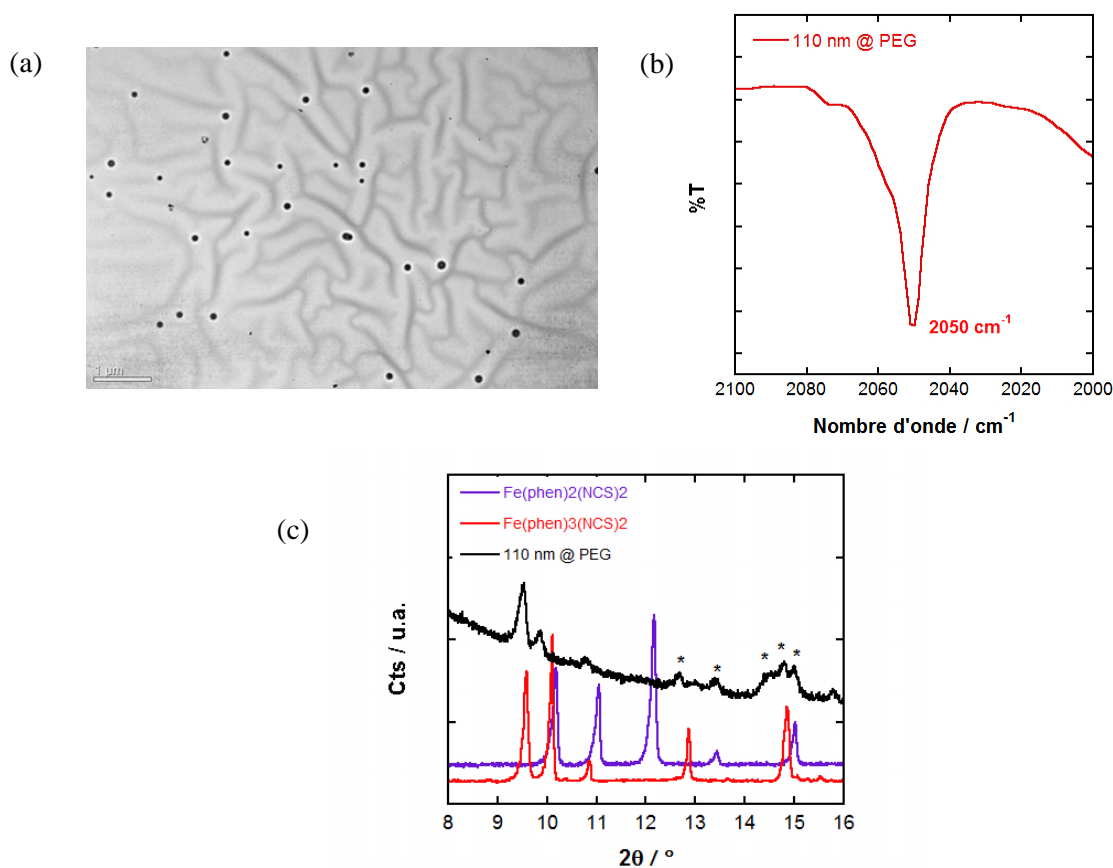 (a)
1 µm
(b)
110 nm @ PEG
%T
2050 cm-1
2100 2080 2060 2040 2020 2000
Nombre d'onde / cm-1
(c)
Fe(phen)2(NCS)2
Fe(phen)3(NCS)2
110 nm @ PEG
Cts / u.a.
* * * * *
8 9 10 11 12 13 14 15 16
2θ / °